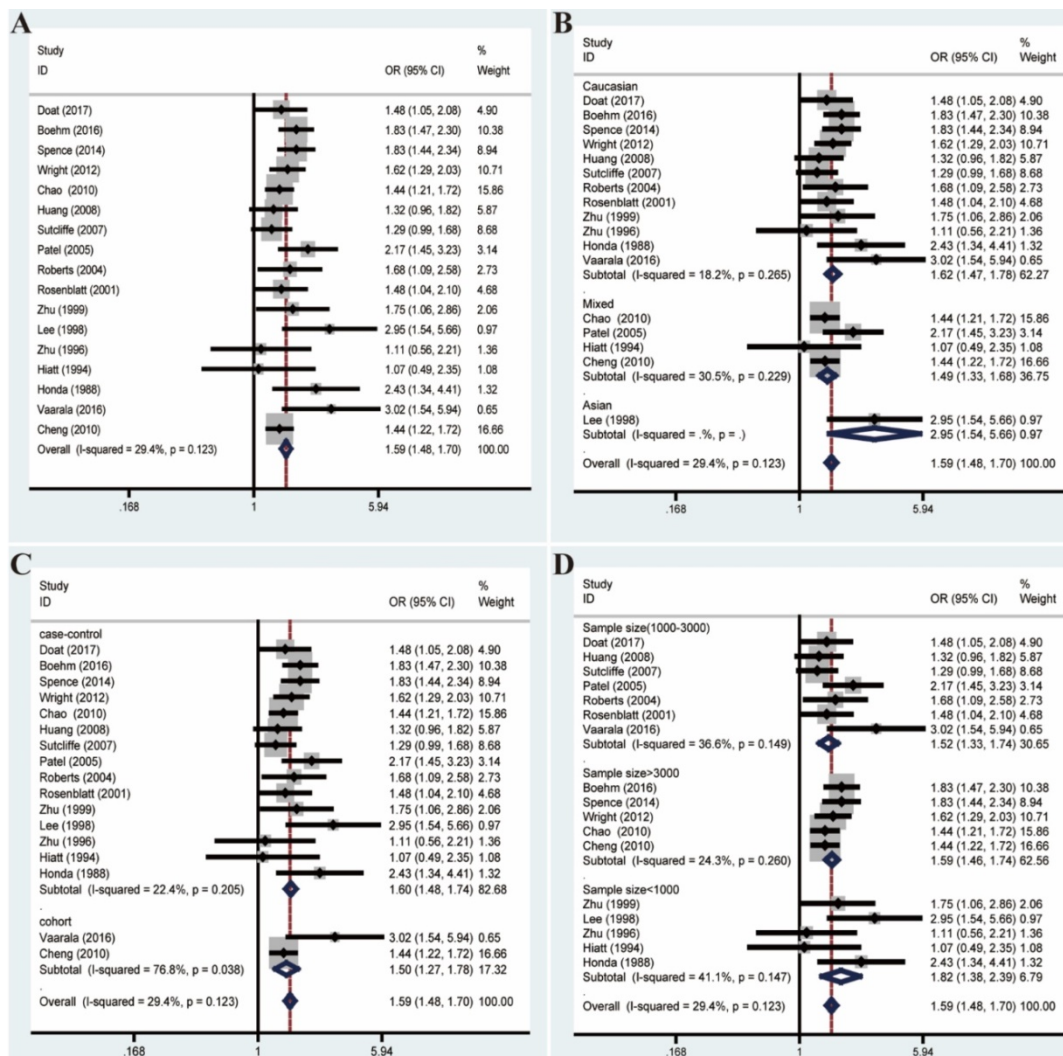 A
Study %
ID OR (95% CI) Weight
Doat (2017) 1.48 (1.05, 2.08) 4.90
Boehm (2016) 1.83 (1.47, 2.30) 10.38
Spence (2014) 1.83 (1.44, 2.34) 8.94
Wright (2012) 1.62 (1.29, 2.03) 10.71
Chao (2010) 1.44 (1.21, 1.72) 15.86
Huang (2008) 1.32 (0.96, 1.82) 5.87
Sutcliffe (2007) 1.29 (0.99, 1.68) 8.68
Patel (2005) 2.17 (1.45, 3.23) 3.14
Roberts (2004) 1.68 (1.09, 2.58) 2.73
Rosenblatt (2001) 1.48 (1.04, 2.10) 4.68
Zhu (1999) 1.75 (1.06, 2.86) 2.06
Lee (1998) 2.95 (1.54, 5.66) 0.97
Zhu (1996) 1.11 (0.56, 2.21) 1.36
Hiatt (1994) 1.07 (0.49, 2.35) 1.08
Honda (1988) 2.43 (1.34, 4.41) 1.32
Vaarala (2016) 3.02 (1.54, 5.94) 0.65
Cheng (2010) 1.44 (1.22, 1.72) 16.66
Overall (I-squared = 29.4%, p = 0.123) 1.59 (1.48, 1.70) 100.00
.168 1 5.94
B
Study %
ID OR (95% CI) Weight
Caucasian
Doat (2017) 1.48 (1.05, 2.08) 4.90
Boehm (2016) 1.83 (1.47, 2.30) 10.38
Spence (2014) 1.83 (1.44, 2.34) 8.94
Wright (2012) 1.62 (1.29, 2.03) 10.71
Huang (2008) 1.32 (0.96, 1.82) 5.87
Sutcliffe (2007) 1.29 (0.99, 1.68) 8.68
Roberts (2004) 1.68 (1.09, 2.58) 2.73
Rosenblatt (2001) 1.48 (1.04, 2.10) 4.68
Zhu (1999) 1.75 (1.06, 2.86) 2.06
Zhu (1996) 1.11 (0.56, 2.21) 1.36
Honda (1988) 2.43 (1.34, 4.41) 1.32
Vaarala (2016) 3.02 (1.54, 5.94) 0.65
Subtotal (I-squared = 18.2%, p = 0.265) 1.62 (1.47, 1.78) 62.27
.
Mixed
Chao (2010) 1.44 (1.21, 1.72) 15.86
Patel (2005) 2.17 (1.45, 3.23) 3.14
Hiatt (1994) 1.07 (0.49, 2.35) 1.08
Cheng (2010) 1.44 (1.22, 1.72) 16.66
Subtotal (I-squared = 30.5%, p = 0.229) 1.49 (1.33, 1.68) 36.75
.
Asian
Lee (1998) 2.95 (1.54, 5.66) 0.97
Subtotal (I-squared = .%, p = .) 2.95 (1.54, 5.66) 0.97
.
Overall (I-squared = 29.4%, p = 0.123) 1.59 (1.48, 1.70) 100.00
.168 1 5.94
C
Study %
ID OR (95% CI) Weight
case-control
Doat (2017) 1.48 (1.05, 2.08) 4.90
Boehm (2016) 1.83 (1.47, 2.30) 10.38
Spence (2014) 1.83 (1.44, 2.34) 8.94
Wright (2012) 1.62 (1.29, 2.03) 10.71
Chao (2010) 1.44 (1.21, 1.72) 15.86
Huang (2008) 1.32 (0.96, 1.82) 5.87
Sutcliffe (2007) 1.29 (0.99, 1.68) 8.68
Patel (2005) 2.17 (1.45, 3.23) 3.14
Roberts (2004) 1.68 (1.09, 2.58) 2.73
Rosenblatt (2001) 1.48 (1.04, 2.10) 4.68
Zhu (1999) 1.75 (1.06, 2.86) 2.06
Lee (1998) 2.95 (1.54, 5.66) 0.97
Zhu (1996) 1.11 (0.56, 2.21) 1.36
Hiatt (1994) 1.07 (0.49, 2.35) 1.08
Honda (1988) 2.43 (1.34, 4.41) 1.32
Subtotal (I-squared = 22.4%, p = 0.205) 1.60 (1.48, 1.74) 82.68
.
cohort
Vaarala (2016) 3.02 (1.54, 5.94) 0.65
Cheng (2010) 1.44 (1.22, 1.72) 16.66
Subtotal (I-squared = 76.8%, p = 0.038) 1.50 (1.27, 1.78) 17.32
.
Overall (I-squared = 29.4%, p = 0.123) 1.59 (1.48, 1.70) 100.00
.168 1 5.94
D
Study %
ID OR (95% CI) Weight
Sample size(1000-3000)
Doat (2017) 1.48 (1.05, 2.08) 4.90
Huang (2008) 1.32 (0.96, 1.82) 5.87
Sutcliffe (2007) 1.29 (0.99, 1.68) 8.68
Patel (2005) 2.17 (1.45, 3.23) 3.14
Roberts (2004) 1.68 (1.09, 2.58) 2.73
Rosenblatt (2001) 1.48 (1.04, 2.10) 4.68
Vaarala (2016) 3.02 (1.54, 5.94) 0.65
Subtotal (I-squared = 36.6%, p = 0.149) 1.52 (1.33, 1.74) 30.65
.
Sample size>3000
Boehm (2016) 1.83 (1.47, 2.30) 10.38
Spence (2014) 1.83 (1.44, 2.34) 8.94
Wright (2012) 1.62 (1.29, 2.03) 10.71
Chao (2010) 1.44 (1.21, 1.72) 15.86
Cheng (2010) 1.44 (1.22, 1.72) 16.66
Subtotal (I-squared = 24.3%, p = 0.260) 1.59 (1.46, 1.74) 62.56
.
Sample size<1000
Zhu (1999) 1.75 (1.06, 2.86) 2.06
Lee (1998) 2.95 (1.54, 5.66) 0.97
Zhu (1996) 1.11 (0.56, 2.21) 1.36
Hiatt (1994) 1.07 (0.49, 2.35) 1.08
Honda (1988) 2.43 (1.34, 4.41) 1.32
Subtotal (I-squared = 41.1%, p = 0.147) 1.82 (1.38, 2.39) 6.79
.
Overall (I-squared = 29.4%, p = 0.123) 1.59 (1.48, 1.70) 100.00
.168 1 5.94